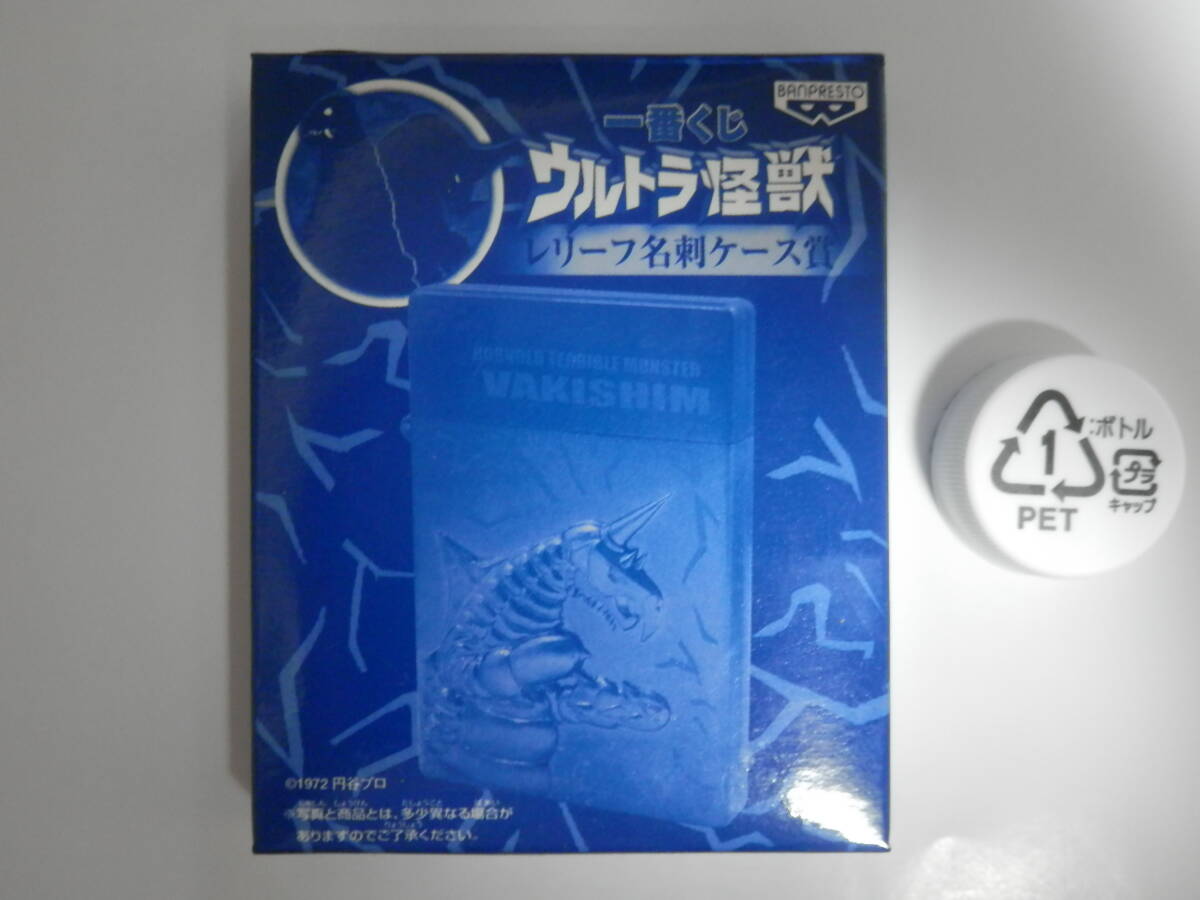 BANPRESTO
一番くじ
ウルトラ怪獣
レリーフ名刺ケース賞
TERRIBLE MONSTER
VAKISHIM
©1972 円谷プロ
※写真と商品とは、多少異なる場合が
ありますのでご了承ください。
1
:ボトル
プラ
キャップ
PET